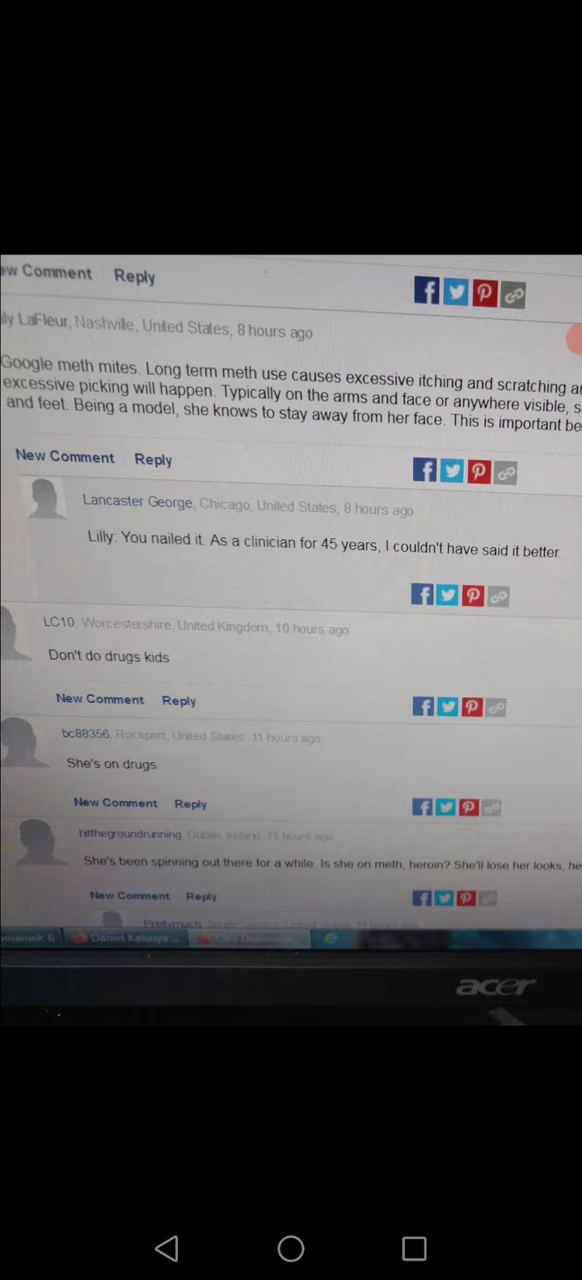 New Comment Reply
LaFleur, Nashville, United States, 8 hours ago
Google meth mites. Long term meth use causes excessive itching and scratching
excessive picking will happen. Typically on the arms and face or anywhere visible,
and feet. Being a model, she knows to stay away from her face. This is important
New Comment Reply
Lancaster George, Chicago, United States, 8 hours ago
Lilly: You nailed it. As a clinician for 45 years, I couldn't have said it better.
LC10, Worcestershire, United Kingdom, 10 hours ago
Don't do drugs kids
New Comment Reply
bc88356, Rockport, United States, 11 hours ago
She's on drugs.
New Comment Reply
hitthegroundrunning, Dublin, Ireland, 11 hours ago
She's been spinning out there for a while. Is she on meth, heroin? She'll lose her looks,
New Comment Reply
Prettymuch
Daniel Kaluuya ...
acer